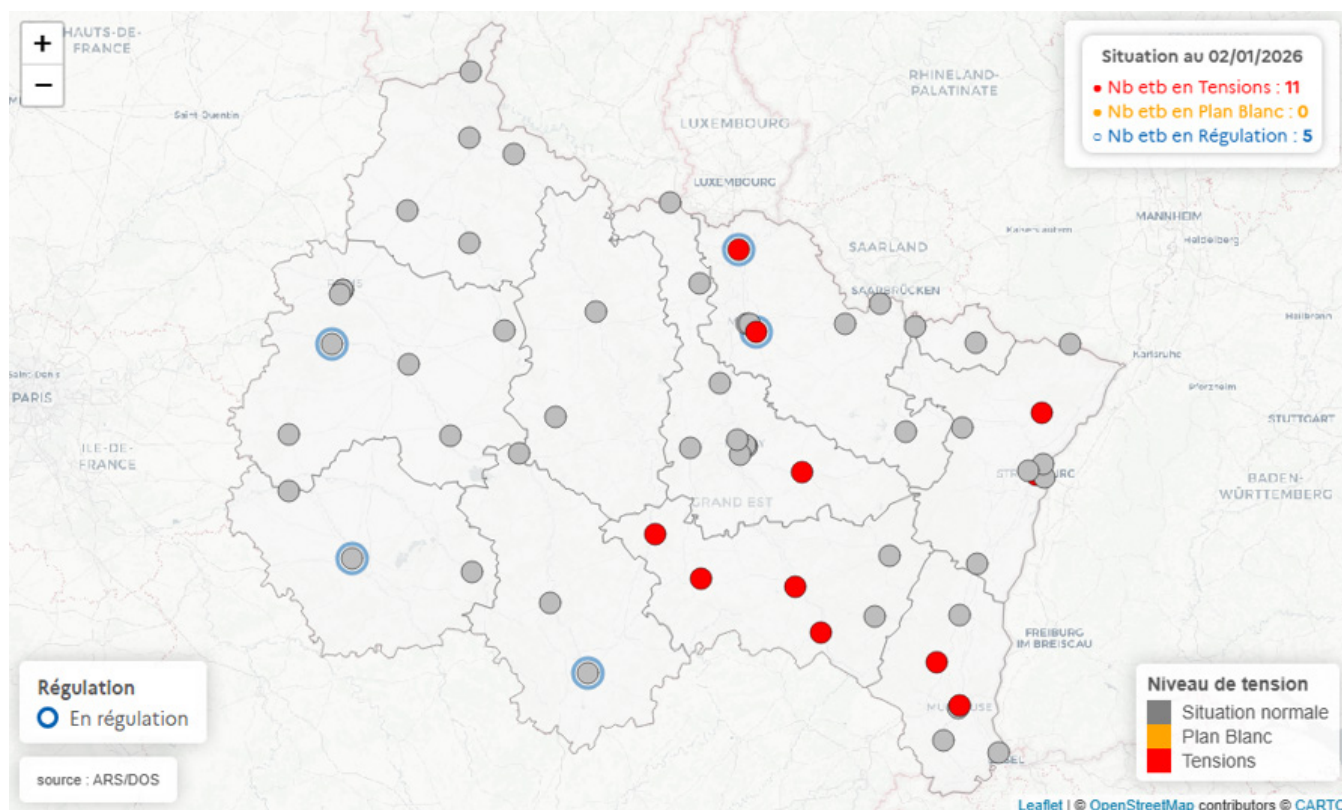 +
−
HAUTS-DE-
FRANCE
Saint-Quentin
LUXEMBOURG
LUXEMBOURG
RHINELAND-
PALATINATE
Situation au 02/01/2026
• Nb etb en Tensions : 11
• Nb etb en Plan Blanc : 0
○ Nb etb en Régulation : 5
MANNHEIM
Kaiserslautern
Heidelberg
SAARLAND
SAARBRÜCKEN
Heilbronn
Karlsruhe
Pforzheim
STUTTGART
Saint-Denis
PARIS
ILE-DE-
FRANCE
GRAND EST
BADEN-
WÜRTTEMBERG
FREIBURG
IM BREISGAU
Régulation
En régulation
source : ARS/DOS
Niveau de tension
Situation normale
Plan Blanc
Tensions
Leaflet | © OpenStreetMap contributors © CARTO